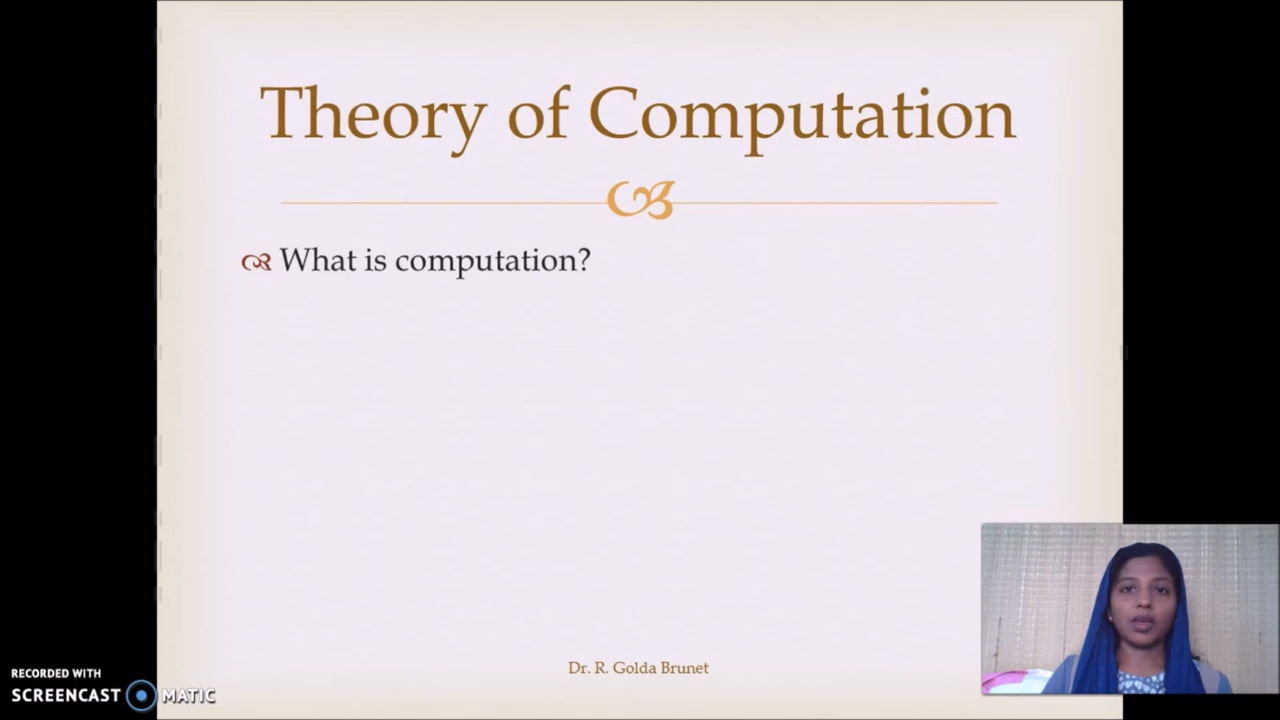 Theory of Computation
What is computation?
Dr. R. Golda Brunet
RECORDED WITH
SCREENCAST MATIC